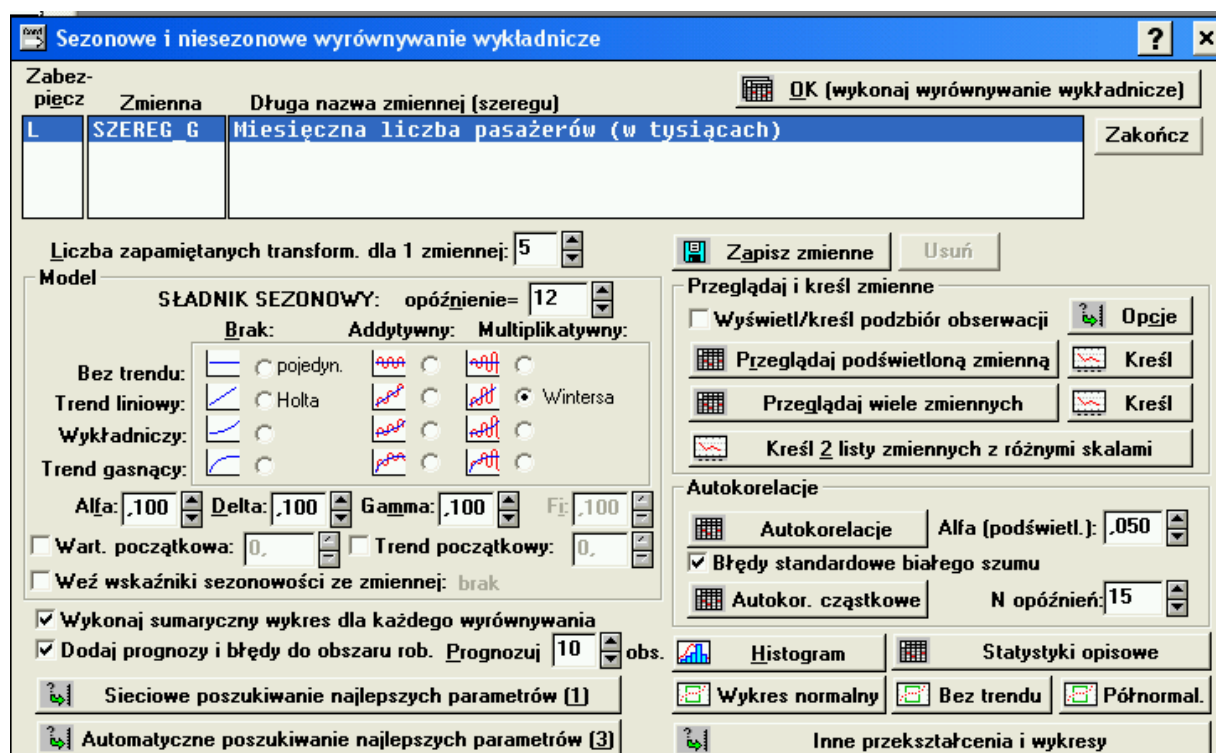 Sezonowe i niesezonowe wyrównywanie wykładnicze
? ×
Zabez-
piecz Zmienna Długa nazwa zmiennej (szeregu)
OK (wykonaj wyrównywanie wykładnicze)
L SZEREG_G Miesięczna liczba pasażerów (w tysiącach)
Zakończ
Liczba zapamiętanych transform. dla 1 zmiennej: 5
Zapisz zmienne Usuń
Model
SŁADNIK SEZONOWY: opóźnienie= 12
Brak: Addytywny: Multiplikatywny:
Bez trendu: pojedyn.
Trend liniowy: Holta Wintersa
Wykładniczy:
Trend gasnący:
Alfa: ,100 Delta: ,100 Gamma: ,100 Fi: ,100
Wart. początkowa: 0, Trend początkowy: 0,
Weź wskaźniki sezonowości ze zmiennej: brak
Wykonaj sumaryczny wykres dla każdego wyrównywania
Dodaj prognozy i błędy do obszaru rob. Prognozuj 10 obs.
Sieciowe poszukiwanie najlepszych parametrów (1)
Automatyczne poszukiwanie najlepszych parametrów (3)
Przeglądaj i kreśl zmienne
Wyświetl/kreśl podzbiór obserwacji Opcje
Przeglądaj podświetloną zmienną Kreśl
Przeglądaj wiele zmiennych Kreśl
Kreśl 2 listy zmiennych z różnymi skalami
Autokorelacje
Autokorelacje Alfa (podświetl.): ,050
Błędy standardowe białego szumu
Autokor. cząstkowe N opóźnień: 15
Histogram Statystyki opisowe
Wykres normalny Bez trendu Półnormal.
Inne przekształcenia i wykresy